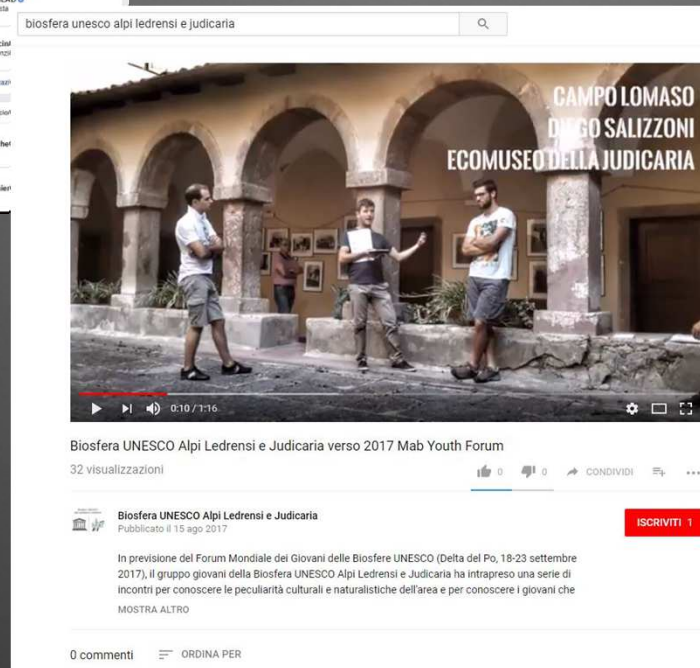 biosfera unesco alpi ledrensi e judicaria
CAMPO LOMASO
DIEGO SALIZZONI
ECOMUSEO DELLA JUDICARIA
0:10 / 1:16
Biosfera UNESCO Alpi Ledrensi e Judicaria verso 2017 Mab Youth Forum
32 visualizzazioni
0 0 CONDIVIDI
Biosfera UNESCO Alpi Ledrensi e Judicaria
Pubblicato il 15 ago 2017
ISCRIVITI 1
In previsione del Forum Mondiale dei Giovani delle Biosfere UNESCO (Delta del Po, 18-23 settembre
2017), il gruppo giovani della Biosfera UNESCO Alpi Ledrensi e Judicaria ha intrapreso una serie di
incontri per conoscere le peculiarità culturali e naturalistiche dell'area e per conoscere i giovani che
MOSTRA ALTRO
0 commenti ORDINA PER